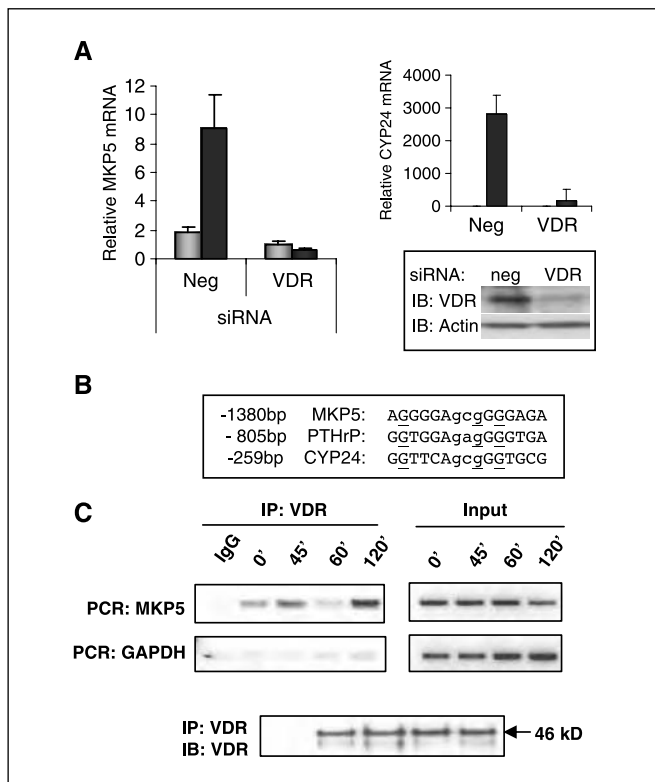 A
Relative MKP5 mRNA
12
10
8
6
4
2
0
Neg
VDR
siRNA
Relative CYP24 mRNA
4000
3000
2000
1000
0
Neg
VDR
siRNA: neg VDR
IB: VDR
IB: Actin
B
-1380bp MKP5: AGGGGAgcgGGGAGA
- 805bp PTHrP: GGTGGAgagGGGTGA
-259bp CYP24: GGTTCAgcgGGTGCG
C
IP: VDR
Input
IgG 0' 45' 60' 120'
0' 45' 60' 120'
PCR: MKP5
PCR: GAPDH
IP: VDR
IB: VDR
46 kD